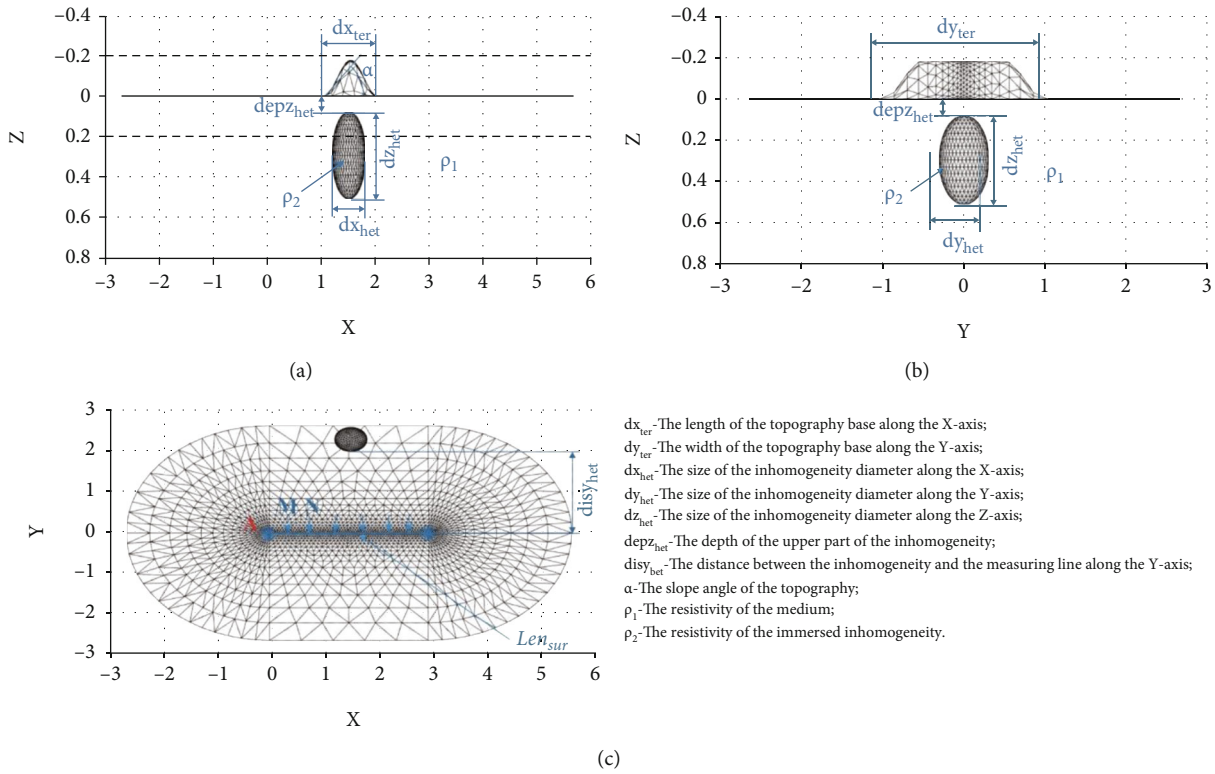 −0.4
−0.2
0
0.2
0.4
0.6
0.8
Z
dx_ter
α
depz_het
dz_het
ρ_1
ρ_2
dx_het
−3 −2 −1 0 1 2 3 4 5 6
X
(a)
−0.4
−0.2
0
0.2
0.4
0.6
0.8
Z
dy_ter
depz_het
dz_het
ρ_1
ρ_2
dy_het
−3 −2 −1 0 1 2 3
Y
(b)
3
2
1
0
−1
−2
−3
Y
disy_het
M N
A
Len_sur
−3 −2 −1 0 1 2 3 4 5 6
X
dx_ter-The length of the topography base along the X-axis;
dy_ter-The width of the topography base along the Y-axis;
dx_het-The size of the inhomogeneity diameter along the X-axis;
dy_het-The size of the inhomogeneity diameter along the Y-axis;
dz_het-The size of the inhomogeneity diameter along the Z-axis;
depz_het-The depth of the upper part of the inhomogeneity;
disy_bet-The distance between the inhomogeneity and the measuring line along the Y-axis;
α-The slope angle of the topography;
ρ_1-The resistivity of the medium;
ρ_2-The resistivity of the immersed inhomogeneity.
(c)